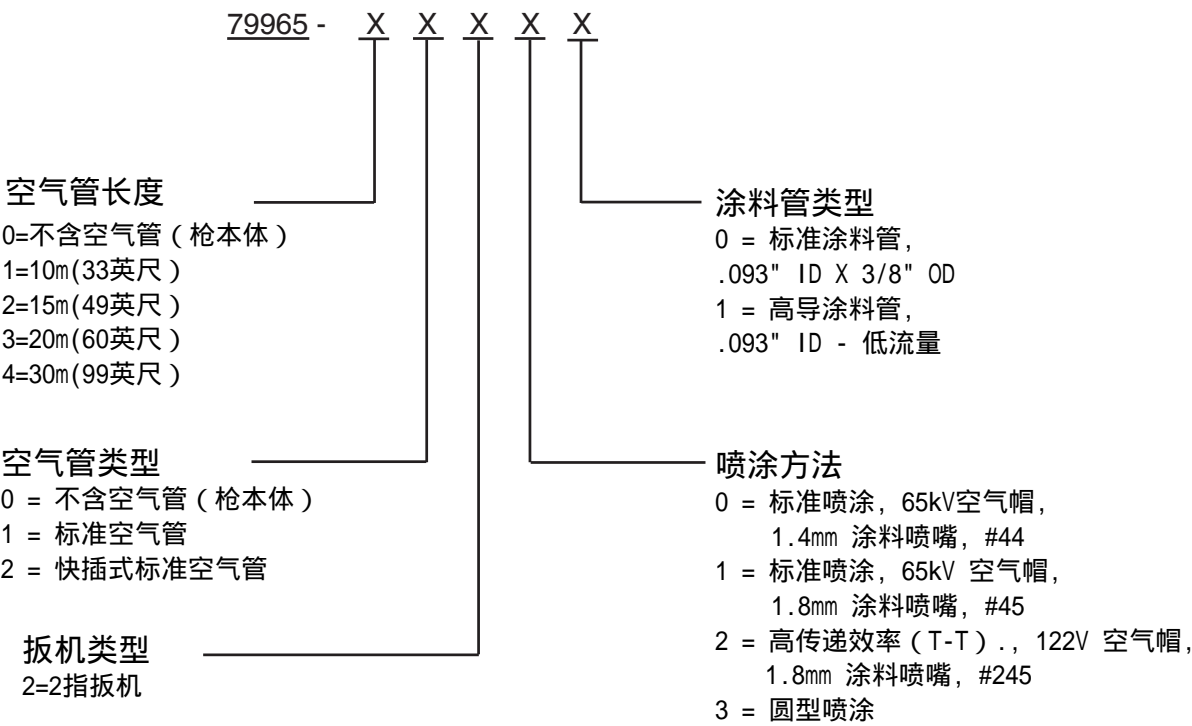 79965 - X X X X X
空气管长度
0=不含空气管（枪本体）
1=10m(33英尺）
2=15m(49英尺）
3=20m(60英尺）
4=30m(99英尺）
空气管类型
0 = 不含空气管（枪本体）
1 = 标准空气管
2 = 快插式标准空气管
扳机类型
2=2指扳机
涂料管类型
0 = 标准涂料管,
.093" ID X 3/8" OD
1 = 高导涂料管,
.093" ID - 低流量
喷涂方法
0 = 标准喷涂, 65kV空气帽,
1.4mm 涂料喷嘴, #44
1 = 标准喷涂, 65kV 空气帽,
1.8mm 涂料喷嘴, #45
2 = 高传递效率（T-T）., 122V 空气帽,
1.8mm 涂料喷嘴, #245
3 = 圆型喷涂